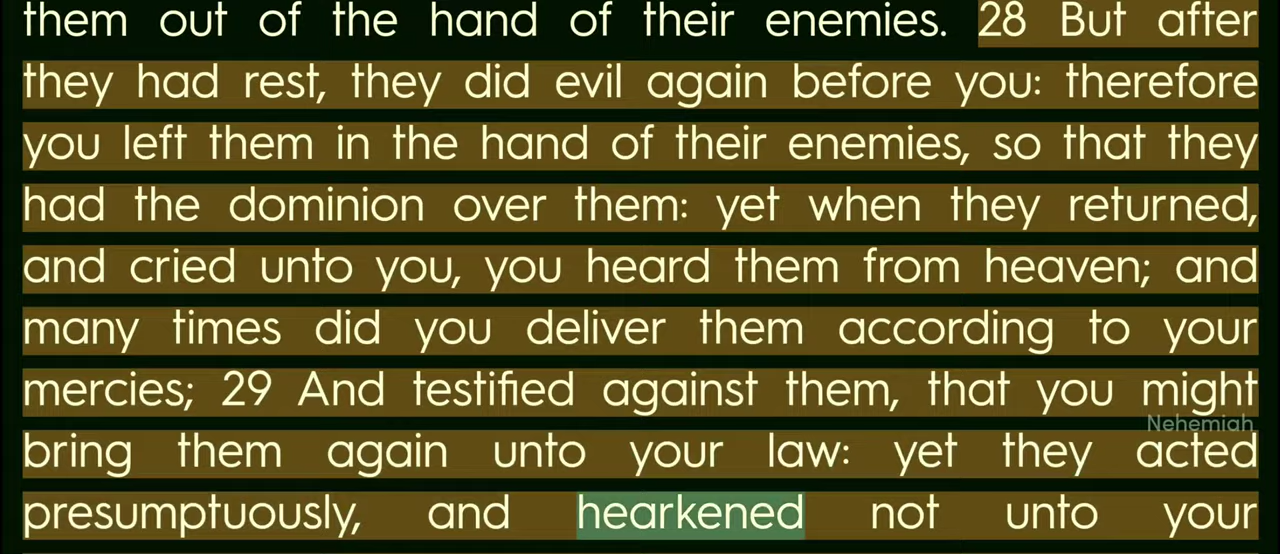 them out of the hand of their enemies. 28 But after
they had rest, they did evil again before you: therefore
you left them in the hand of their enemies, so that they
had the dominion over them: yet when they returned,
and cried unto you, you heard them from heaven; and
many times did you deliver them according to your
mercies; 29 And testified against them, that you might
Nehemiah
bring them again unto your law: yet they acted
presumptuously, and hearkened not unto your